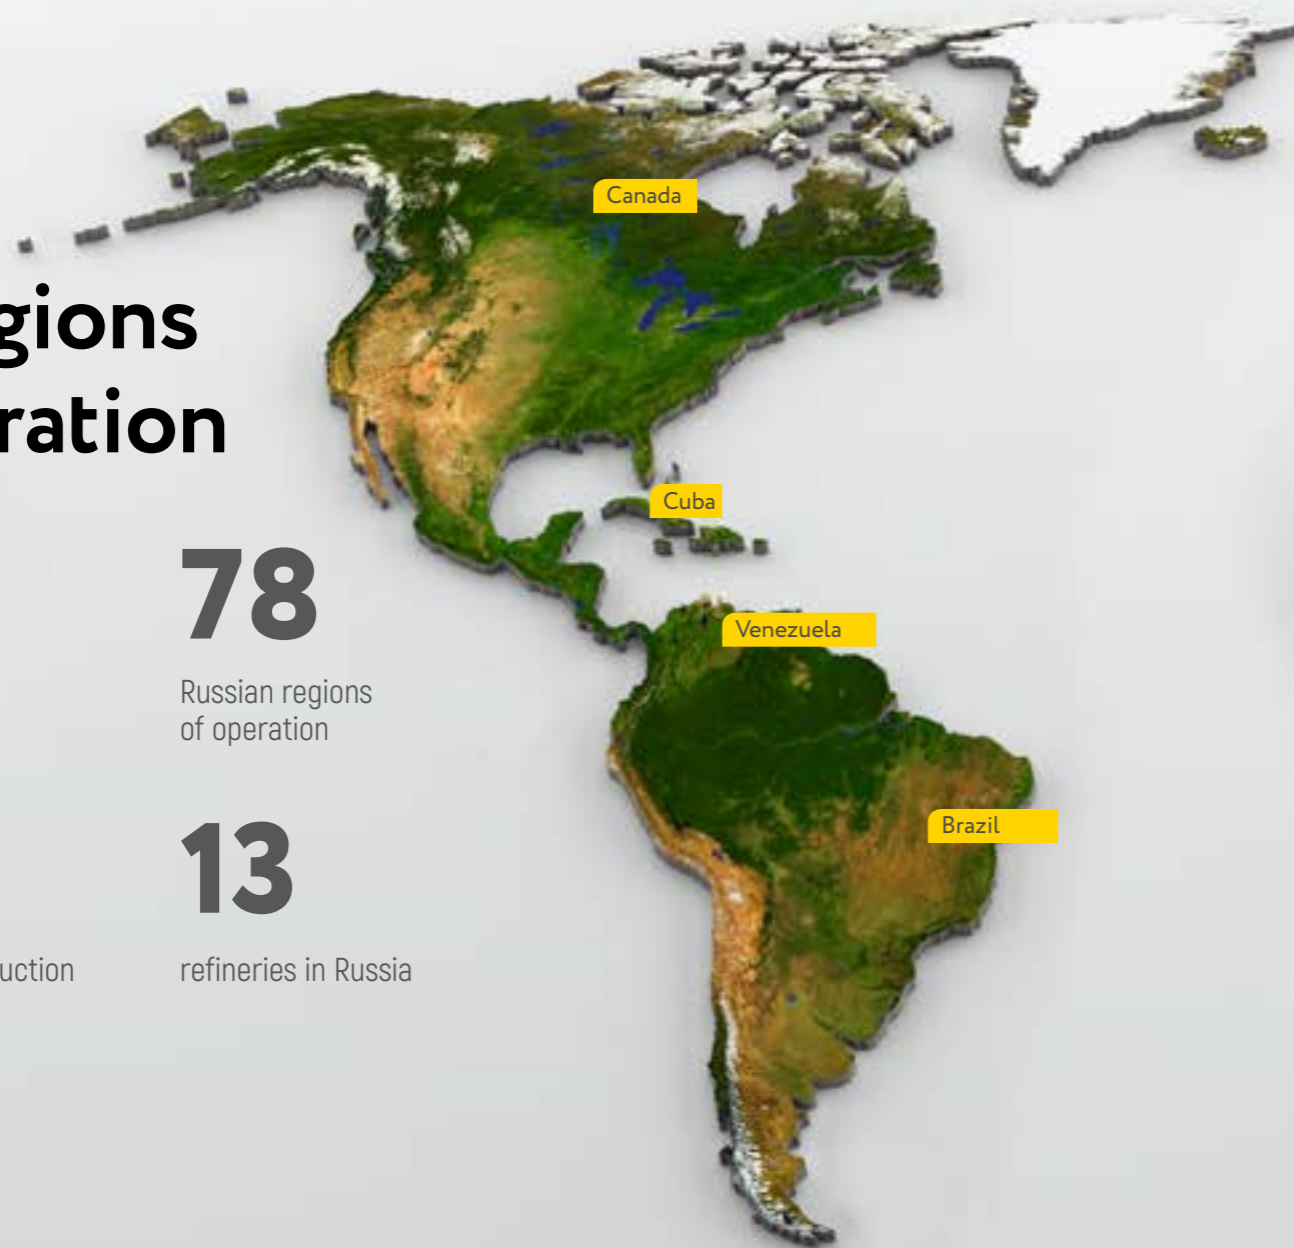 gions
ration
78
Russian regions
of operation
13
uction
refineries in Russia
Canada
Cuba
Venezuela
Brazil